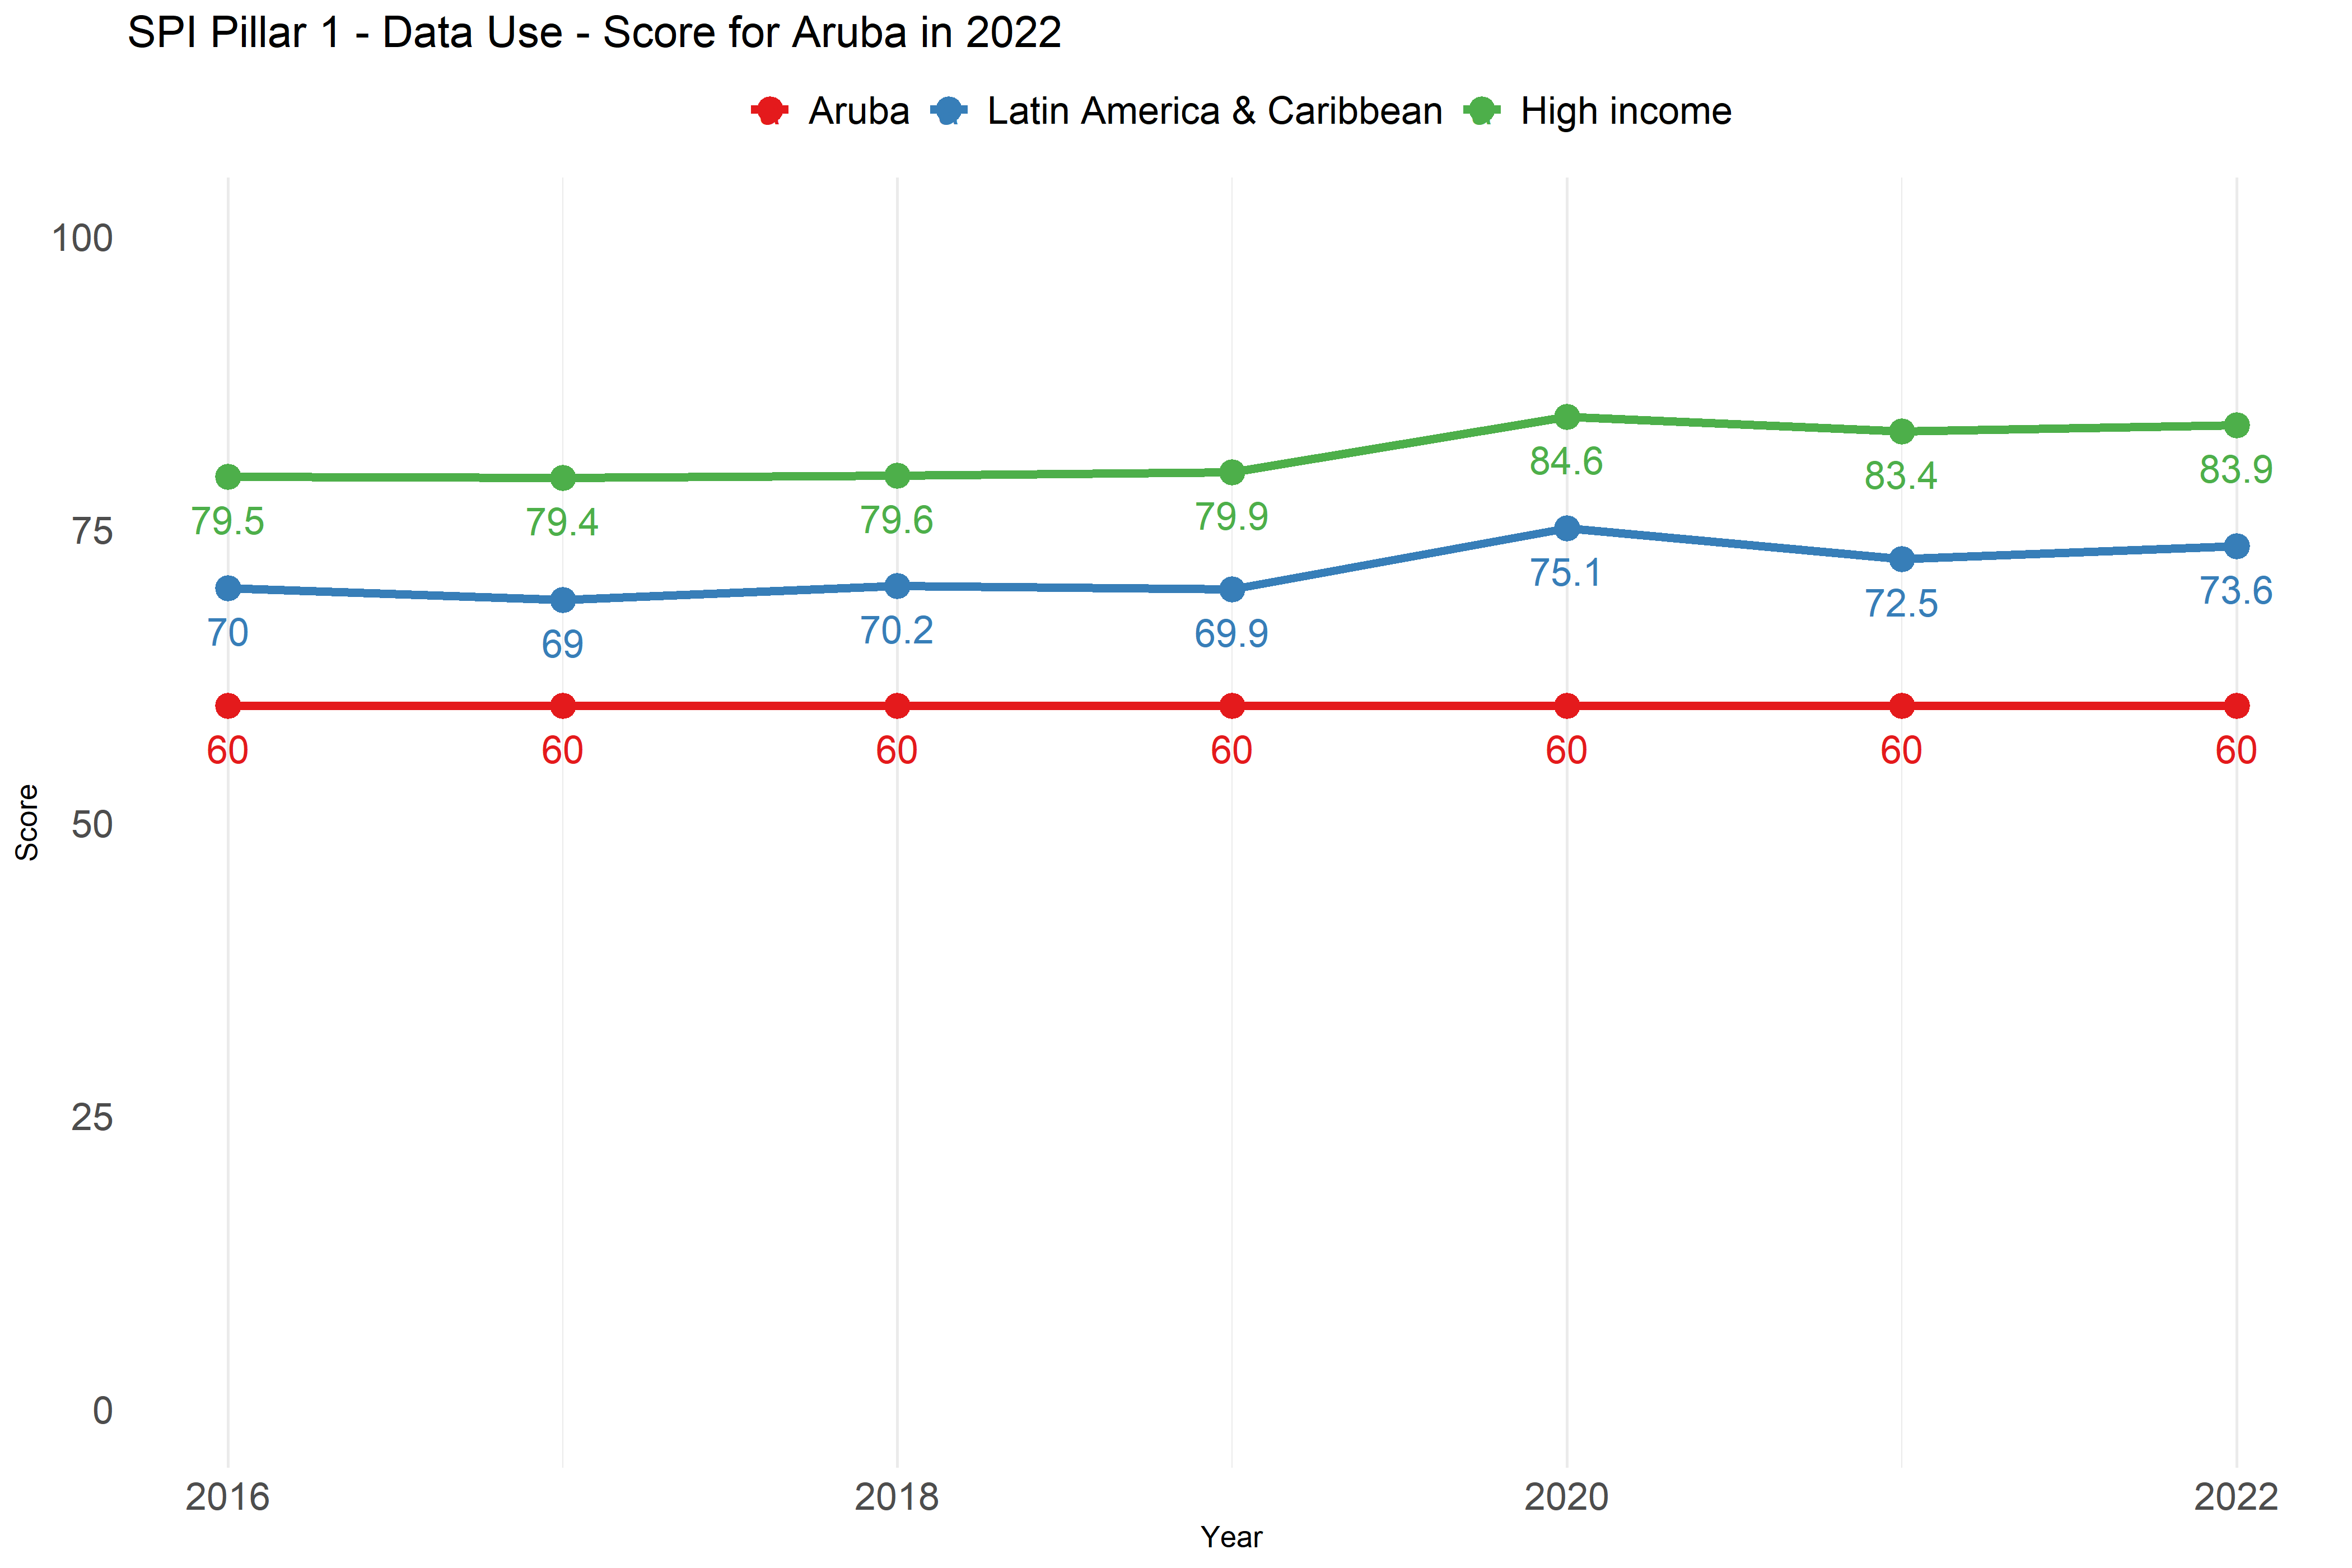 SPI Pillar 1 - Data Use - Score for Aruba in 2022
Aruba Latin America & Caribbean High income
100
75
50
25
0
Score
79.5 79.4 79.6 79.9 84.6 83.4 83.9
70 69 70.2 69.9 75.1 72.5 73.6
60 60 60 60 60 60 60
2016 2018 2020 2022
Year